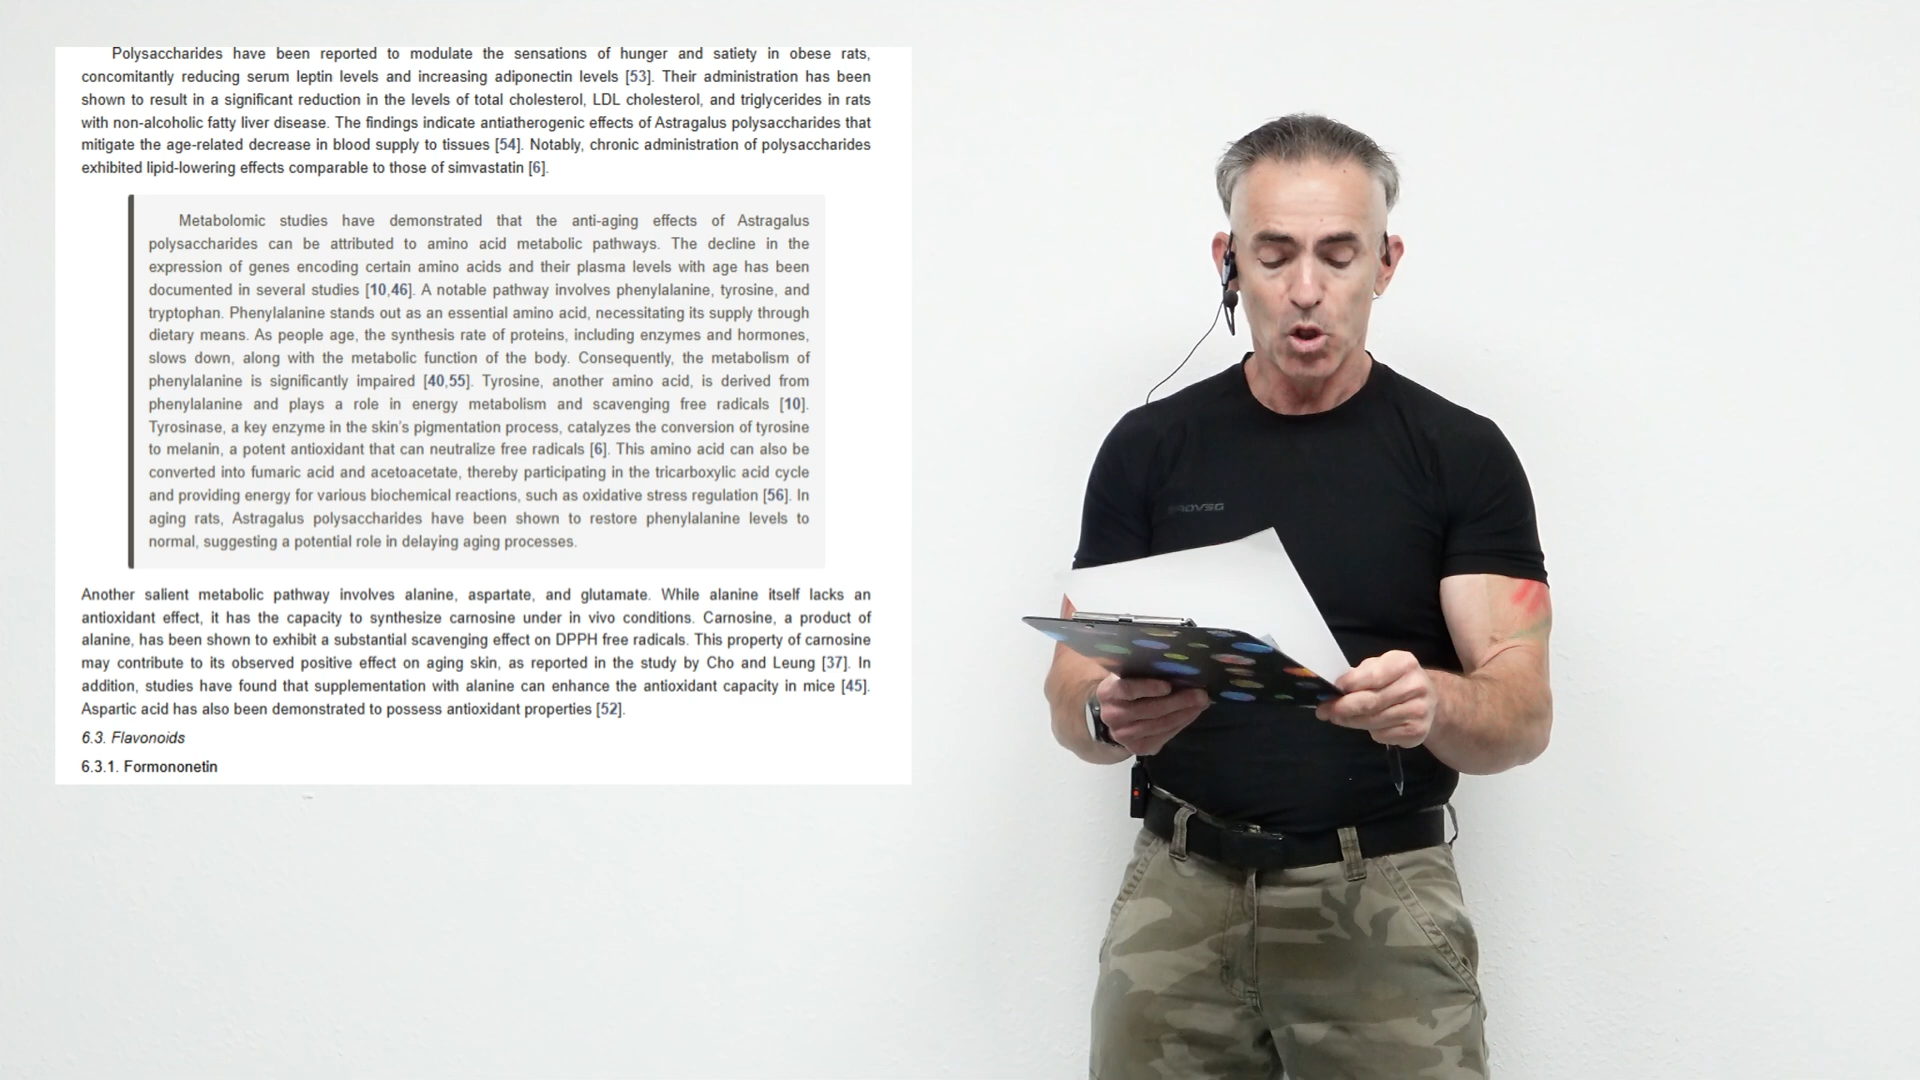 Polysaccharides have been reported to modulate the sensations of hunger and satiety in obese rats,
concomitantly reducing serum leptin levels and increasing adiponectin levels [53]. Their administration has been
shown to result in a significant reduction in the levels of total cholesterol, LDL cholesterol, and triglycerides in rats
with non-alcoholic fatty liver disease. The findings indicate antiatherogenic effects of Astragalus polysaccharides that
mitigate the age-related decrease in blood supply to tissues [54]. Notably, chronic administration of polysaccharides
exhibited lipid-lowering effects comparable to those of simvastatin [6].
Metabolomic studies have demonstrated that the anti-aging effects of Astragalus
polysaccharides can be attributed to amino acid metabolic pathways. The decline in the
expression of genes encoding certain amino acids and their plasma levels with age has been
documented in several studies [10,46]. A notable pathway involves phenylalanine, tyrosine, and
tryptophan. Phenylalanine stands out as an essential amino acid, necessitating its supply through
dietary means. As people age, the synthesis rate of proteins, including enzymes and hormones,
slows down, along with the metabolic function of the body. Consequently, the metabolism of
phenylalanine is significantly impaired [40,55]. Tyrosine, another amino acid, is derived from
phenylalanine and plays a role in energy metabolism and scavenging free radicals [10].
Tyrosinase, a key enzyme in the skin's pigmentation process, catalyzes the conversion of tyrosine
to melanin, a potent antioxidant that can neutralize free radicals [6]. This amino acid can also be
converted into fumaric acid and acetoacetate, thereby participating in the tricarboxylic acid cycle
and providing energy for various biochemical reactions, such as oxidative stress regulation [56]. In
aging rats, Astragalus polysaccharides have been shown to restore phenylalanine levels to
normal, suggesting a potential role in delaying aging processes.
Another salient metabolic pathway involves alanine, aspartate, and glutamate. While alanine itself lacks an
antioxidant effect, it has the capacity to synthesize carnosine under in vivo conditions. Carnosine, a product of
alanine, has been shown to exhibit a substantial scavenging effect on DPPH free radicals. This property of carnosine
may contribute to its observed positive effect on aging skin, as reported in the study by Cho and Leung [37]. In
addition, studies have found that supplementation with alanine can enhance the antioxidant capacity in mice [45].
Aspartic acid has also been demonstrated to possess antioxidant properties [52].
6.3. Flavonoids
6.3.1. Formononetin